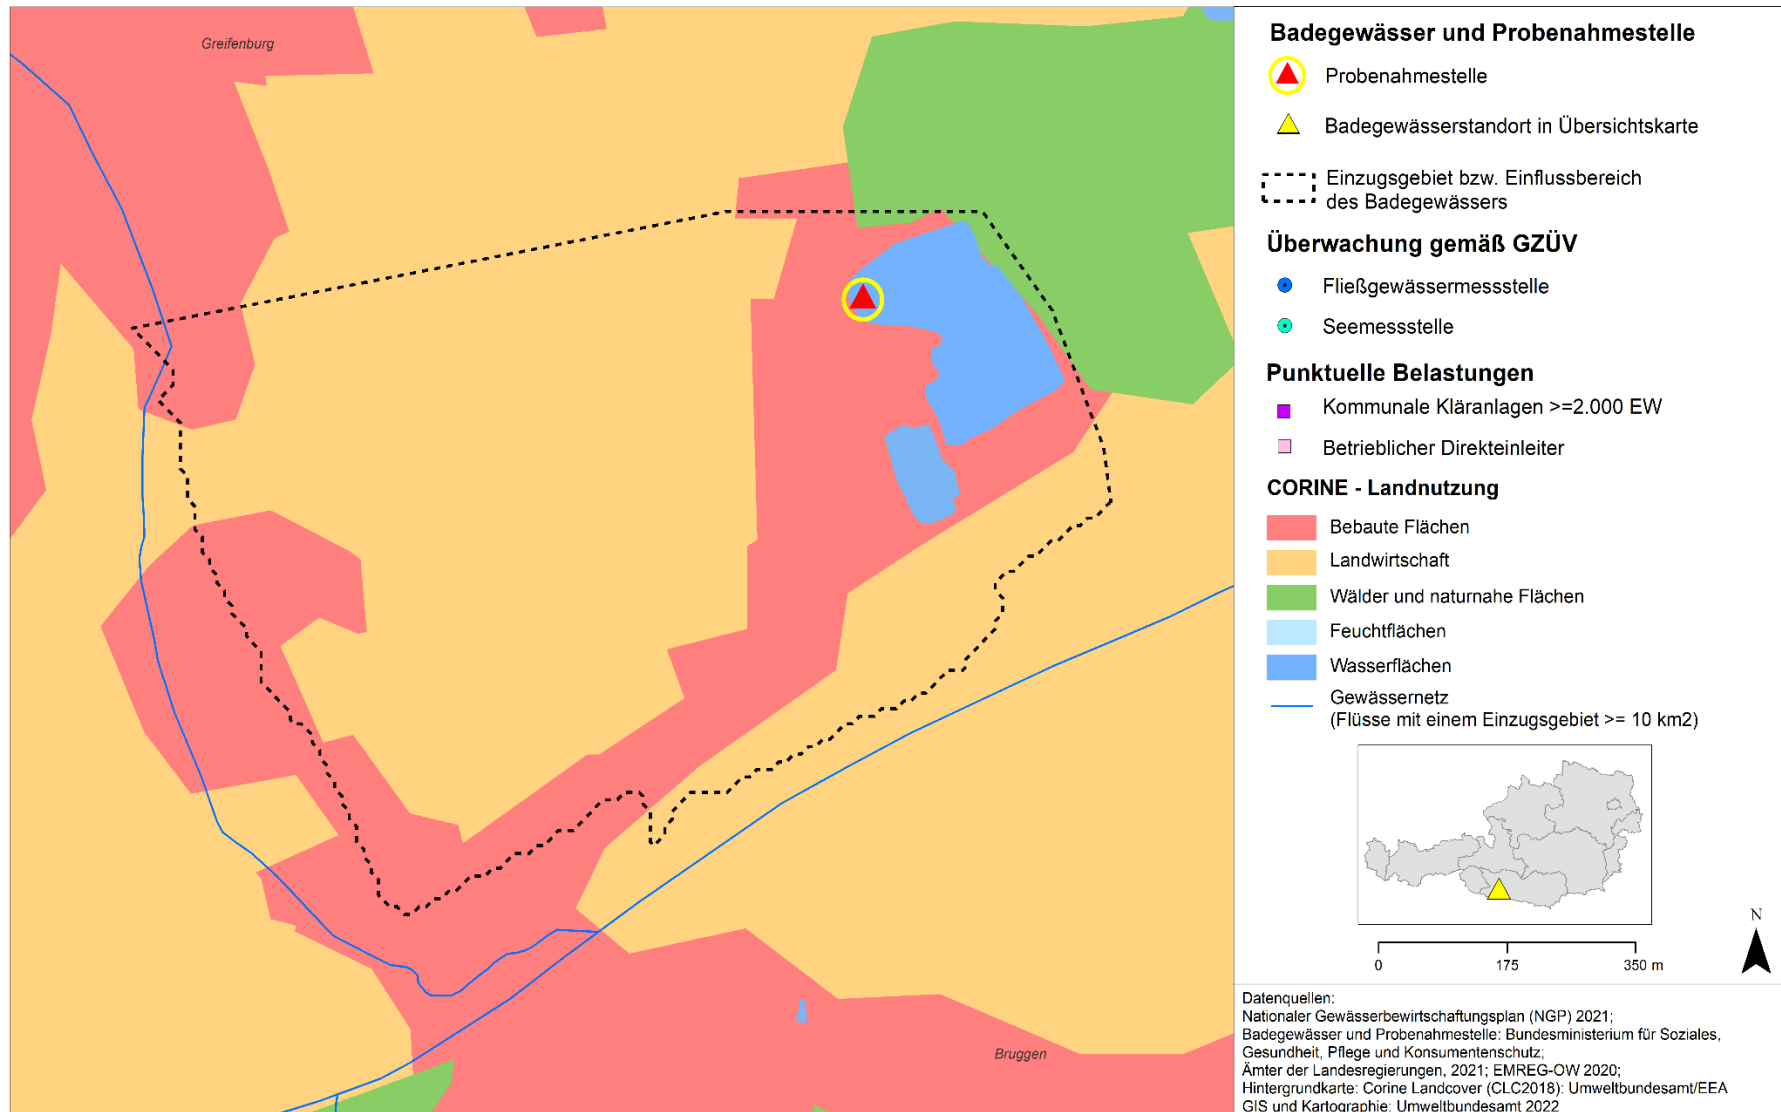 Greifenburg
Bruggen
Badegewässer und Probenahmestelle
Probenahmestelle
Badegewässerstandort in Übersichtskarte
Einzugsgebiet bzw. Einflussbereich
des Badegewässers
Überwachung gemäß GZÜV
Fließgewässermessstelle
Seemessstelle
Punktuelle Belastungen
Kommunale Kläranlagen >=2.000 EW
Betrieblicher Direkteinleiter
CORINE - Landnutzung
Bebaute Flächen
Landwirtschaft
Wälder und naturnahe Flächen
Feuchtflächen
Wasserflächen
Gewässernetz
(Flüsse mit einem Einzugsgebiet >= 10 km2)
N
0 175 350 m
Datenquellen:
Nationaler Gewässerbewirtschaftungsplan (NGP) 2021;
Badegewässer und Probenahmestelle: Bundesministerium für Soziales,
Gesundheit, Pflege und Konsumentenschutz;
Ämter der Landesregierungen, 2021; EMREG-OW 2020;
Hintergrundkarte: Corine Landcover (CLC2018): Umweltbundesamt/EEA
GIS und Kartographie: Umweltbundesamt 2022